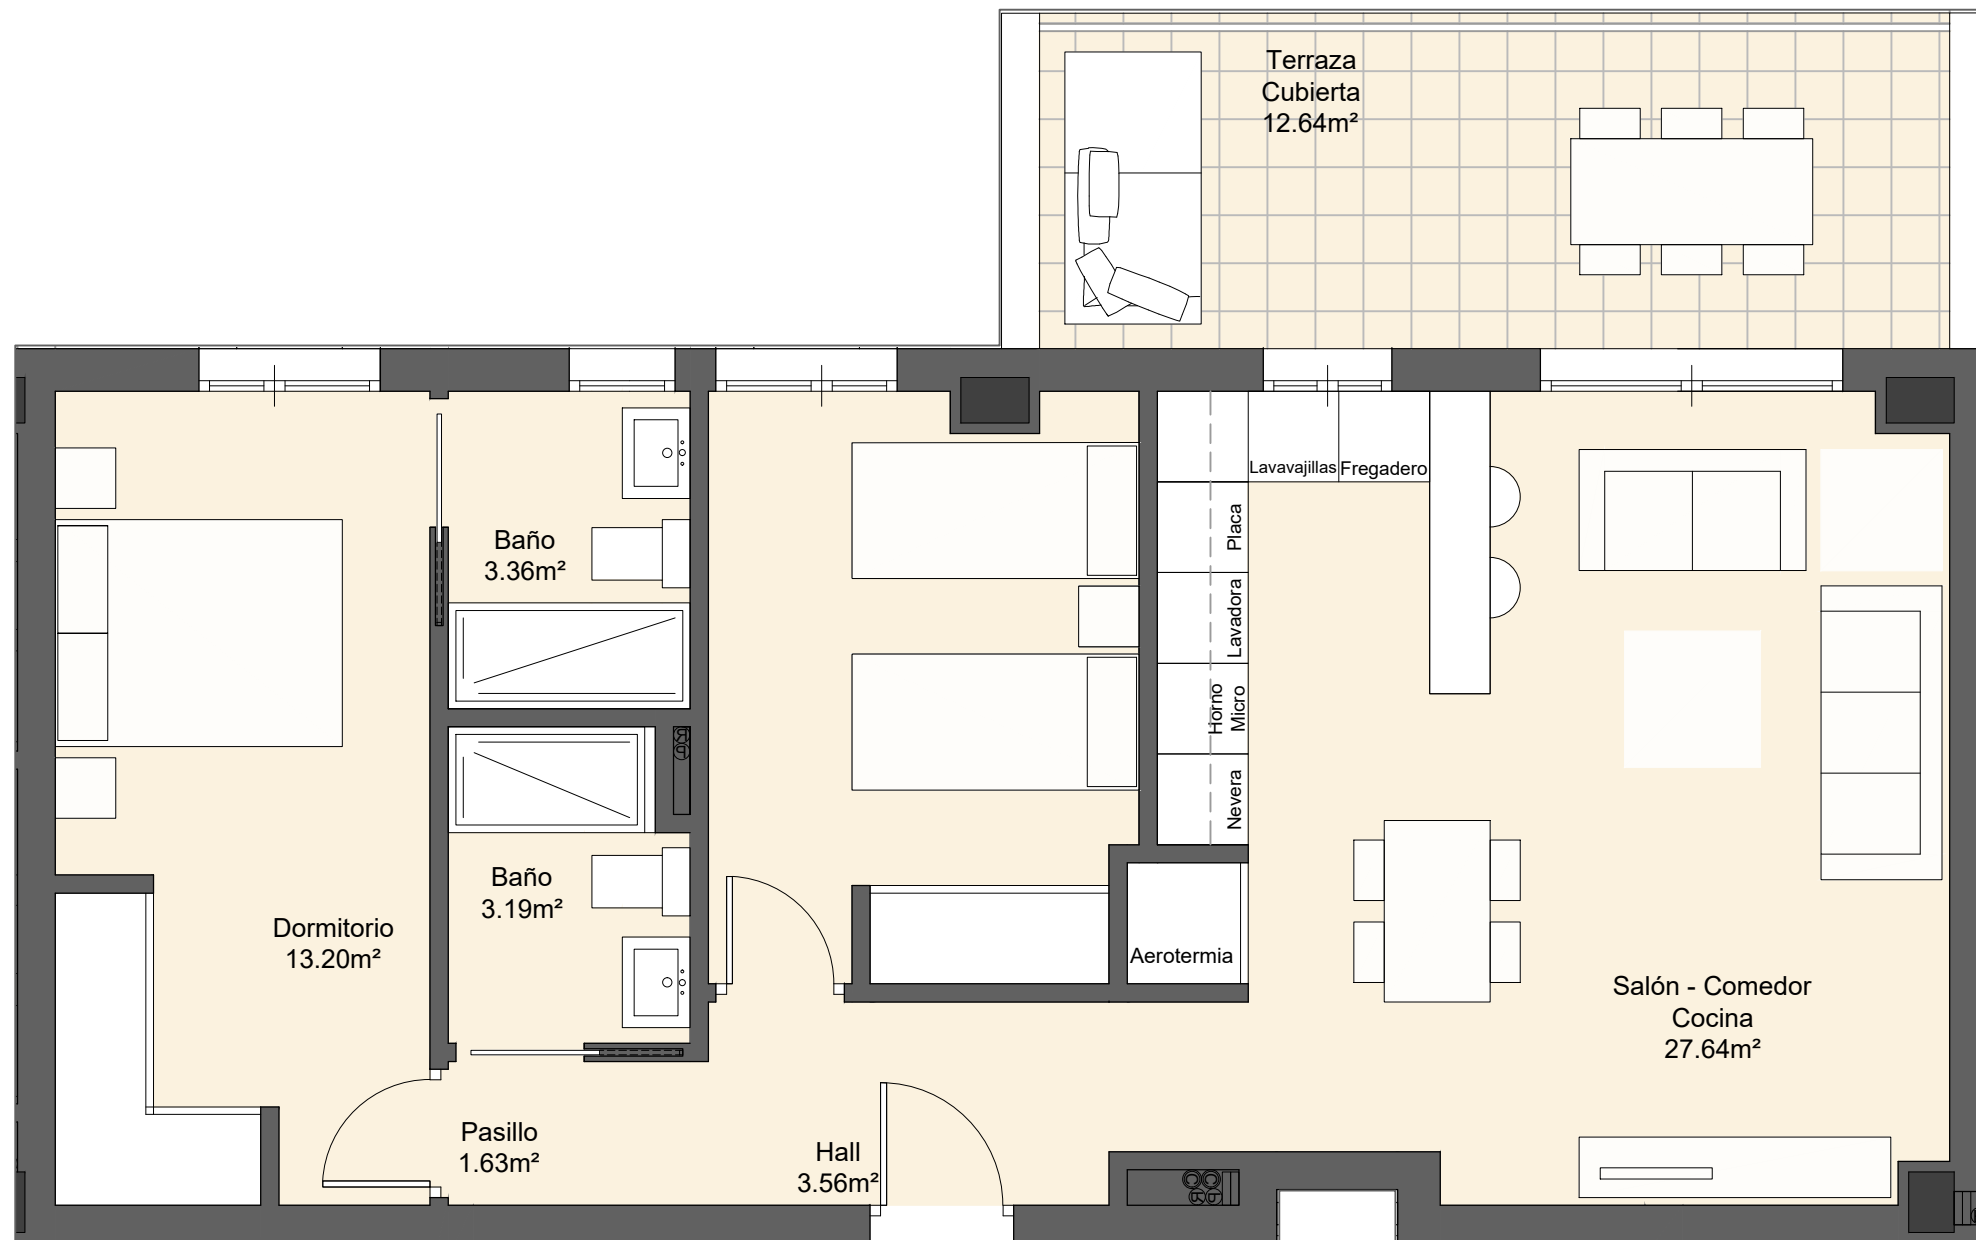 Terraza
Cubierta
12.64m²
Lavavajillas
Fregadero
Placa
Lavadora
Horno
Micro
Nevera
Baño
3.36m²
Baño
3.19m²
Dormitorio
13.20m²
Aerotermia
Salón - Comedor
Cocina
27.64m²
Pasillo
1.63m²
Hall
3.56m²